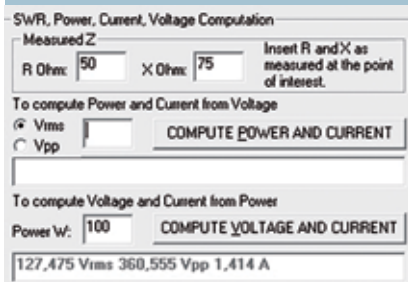 SWR, Power, Current, Voltage Computation
Measured Z
R Ohm: 50 X Ohm: 75 Insert R and X as
measured at the point
of interest.
To compute Power and Current from Voltage
Vrms
Vpp
COMPUTE POWER AND CURRENT
To compute Voltage and Current from Power
Power W: 100 COMPUTE VOLTAGE AND CURRENT
127,475 Vrms 360,555 Vpp 1,414 A